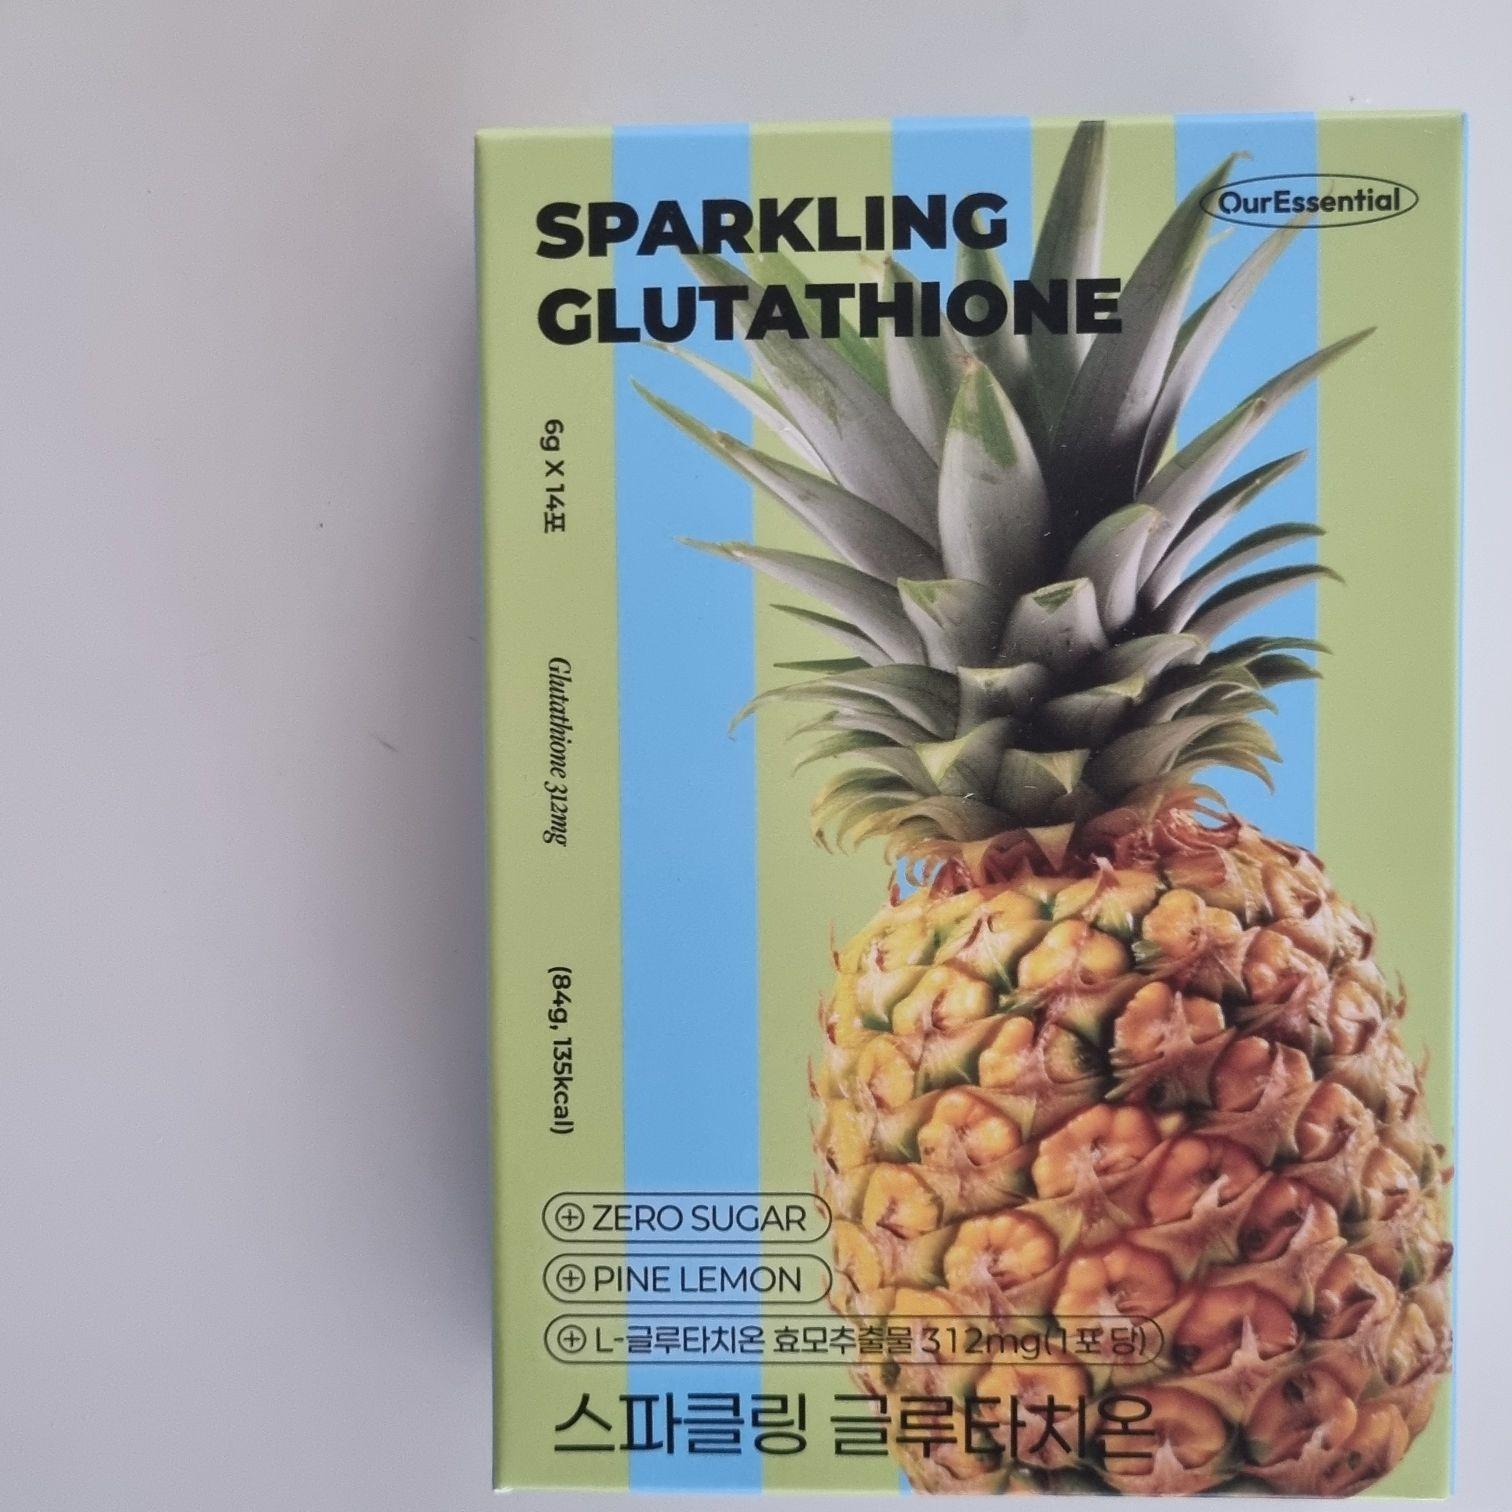 SPARKLING
GLUTATHIONE
OurEssential
6g X 14포
Glutathione 312mg
(84g, 135kcal)
ZERO SUGAR
PINE LEMON
L-글루타치온 효모추출물 312mg(1포 당)
스파클링 글루타치온